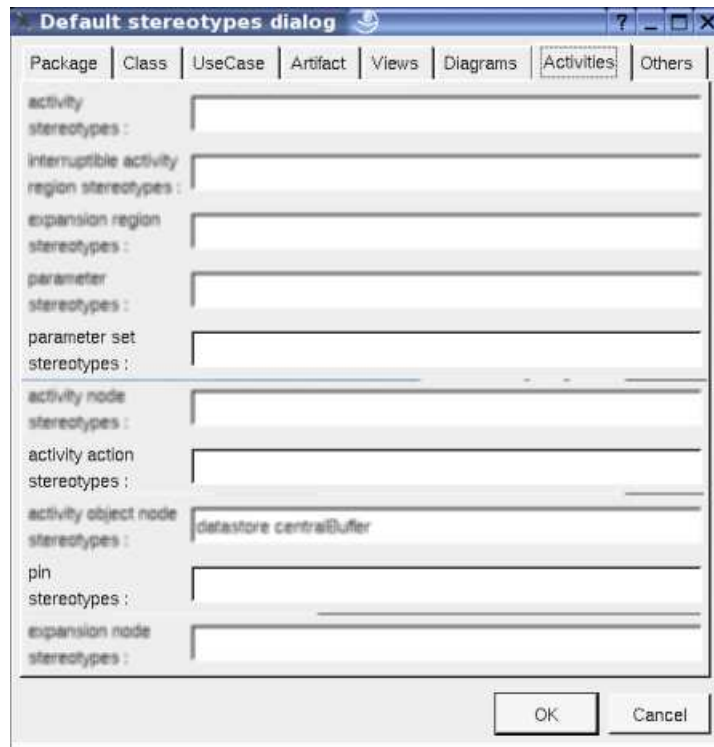 Default stereotypes dialog
Package Class UseCase Artifact Views Diagrams Activities Others
activity
stereotypes :
interruptible activity
region stereotypes :
expansion region
stereotypes :
parameter
stereotypes :
parameter set
stereotypes :
activity node
stereotypes :
activity action
stereotypes :
activity object node
stereotypes :
datastore centralBuffer
pin
stereotypes :
expansion node
stereotypes :
OK Cancel